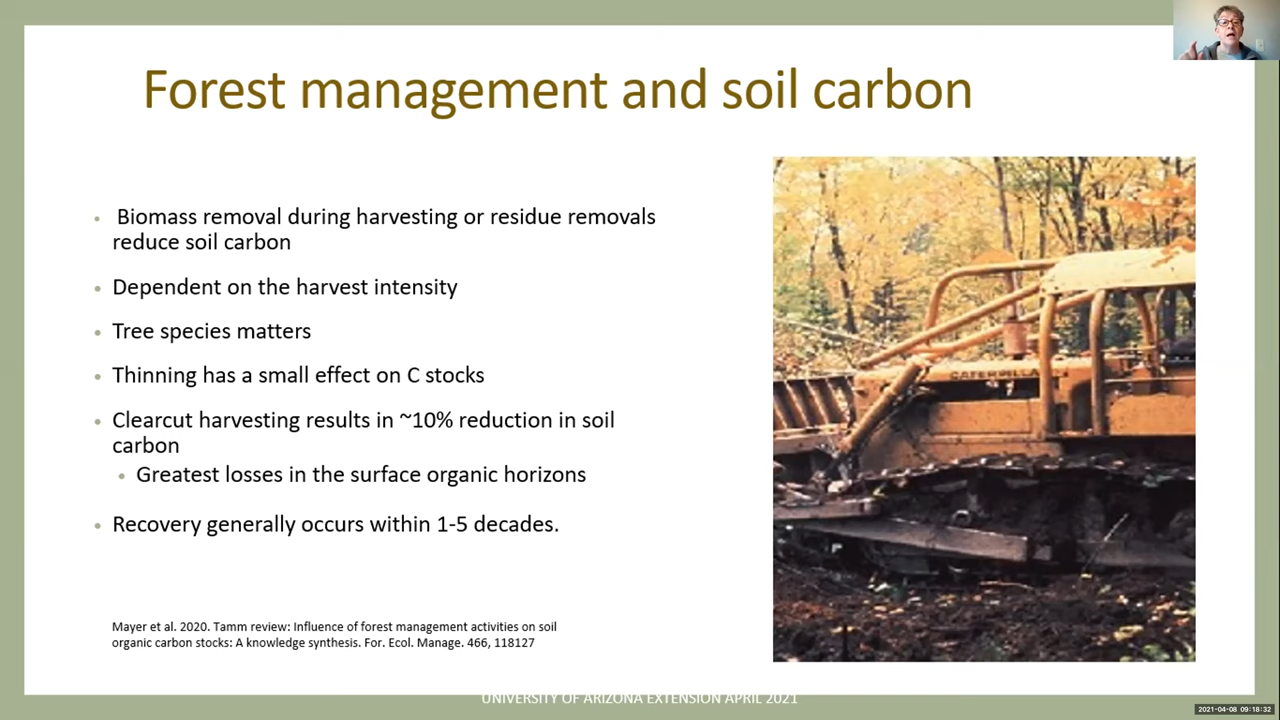 Forest management and soil carbon
• Biomass removal during harvesting or residue removals
reduce soil carbon
• Dependent on the harvest intensity
• Tree species matters
• Thinning has a small effect on C stocks
• Clearcut harvesting results in ~10% reduction in soil
carbon
• Greatest losses in the surface organic horizons
• Recovery generally occurs within 1-5 decades.
CATERPILLA
Mayer et al. 2020. Tamm review: Influence of forest management activities on soil
organic carbon stocks: A knowledge synthesis. For. Ecol. Manage. 466, 118127
UNIVERSITY OF ARIZONA EXTENSION APRIL 2021
2021-04-08 09:18:32